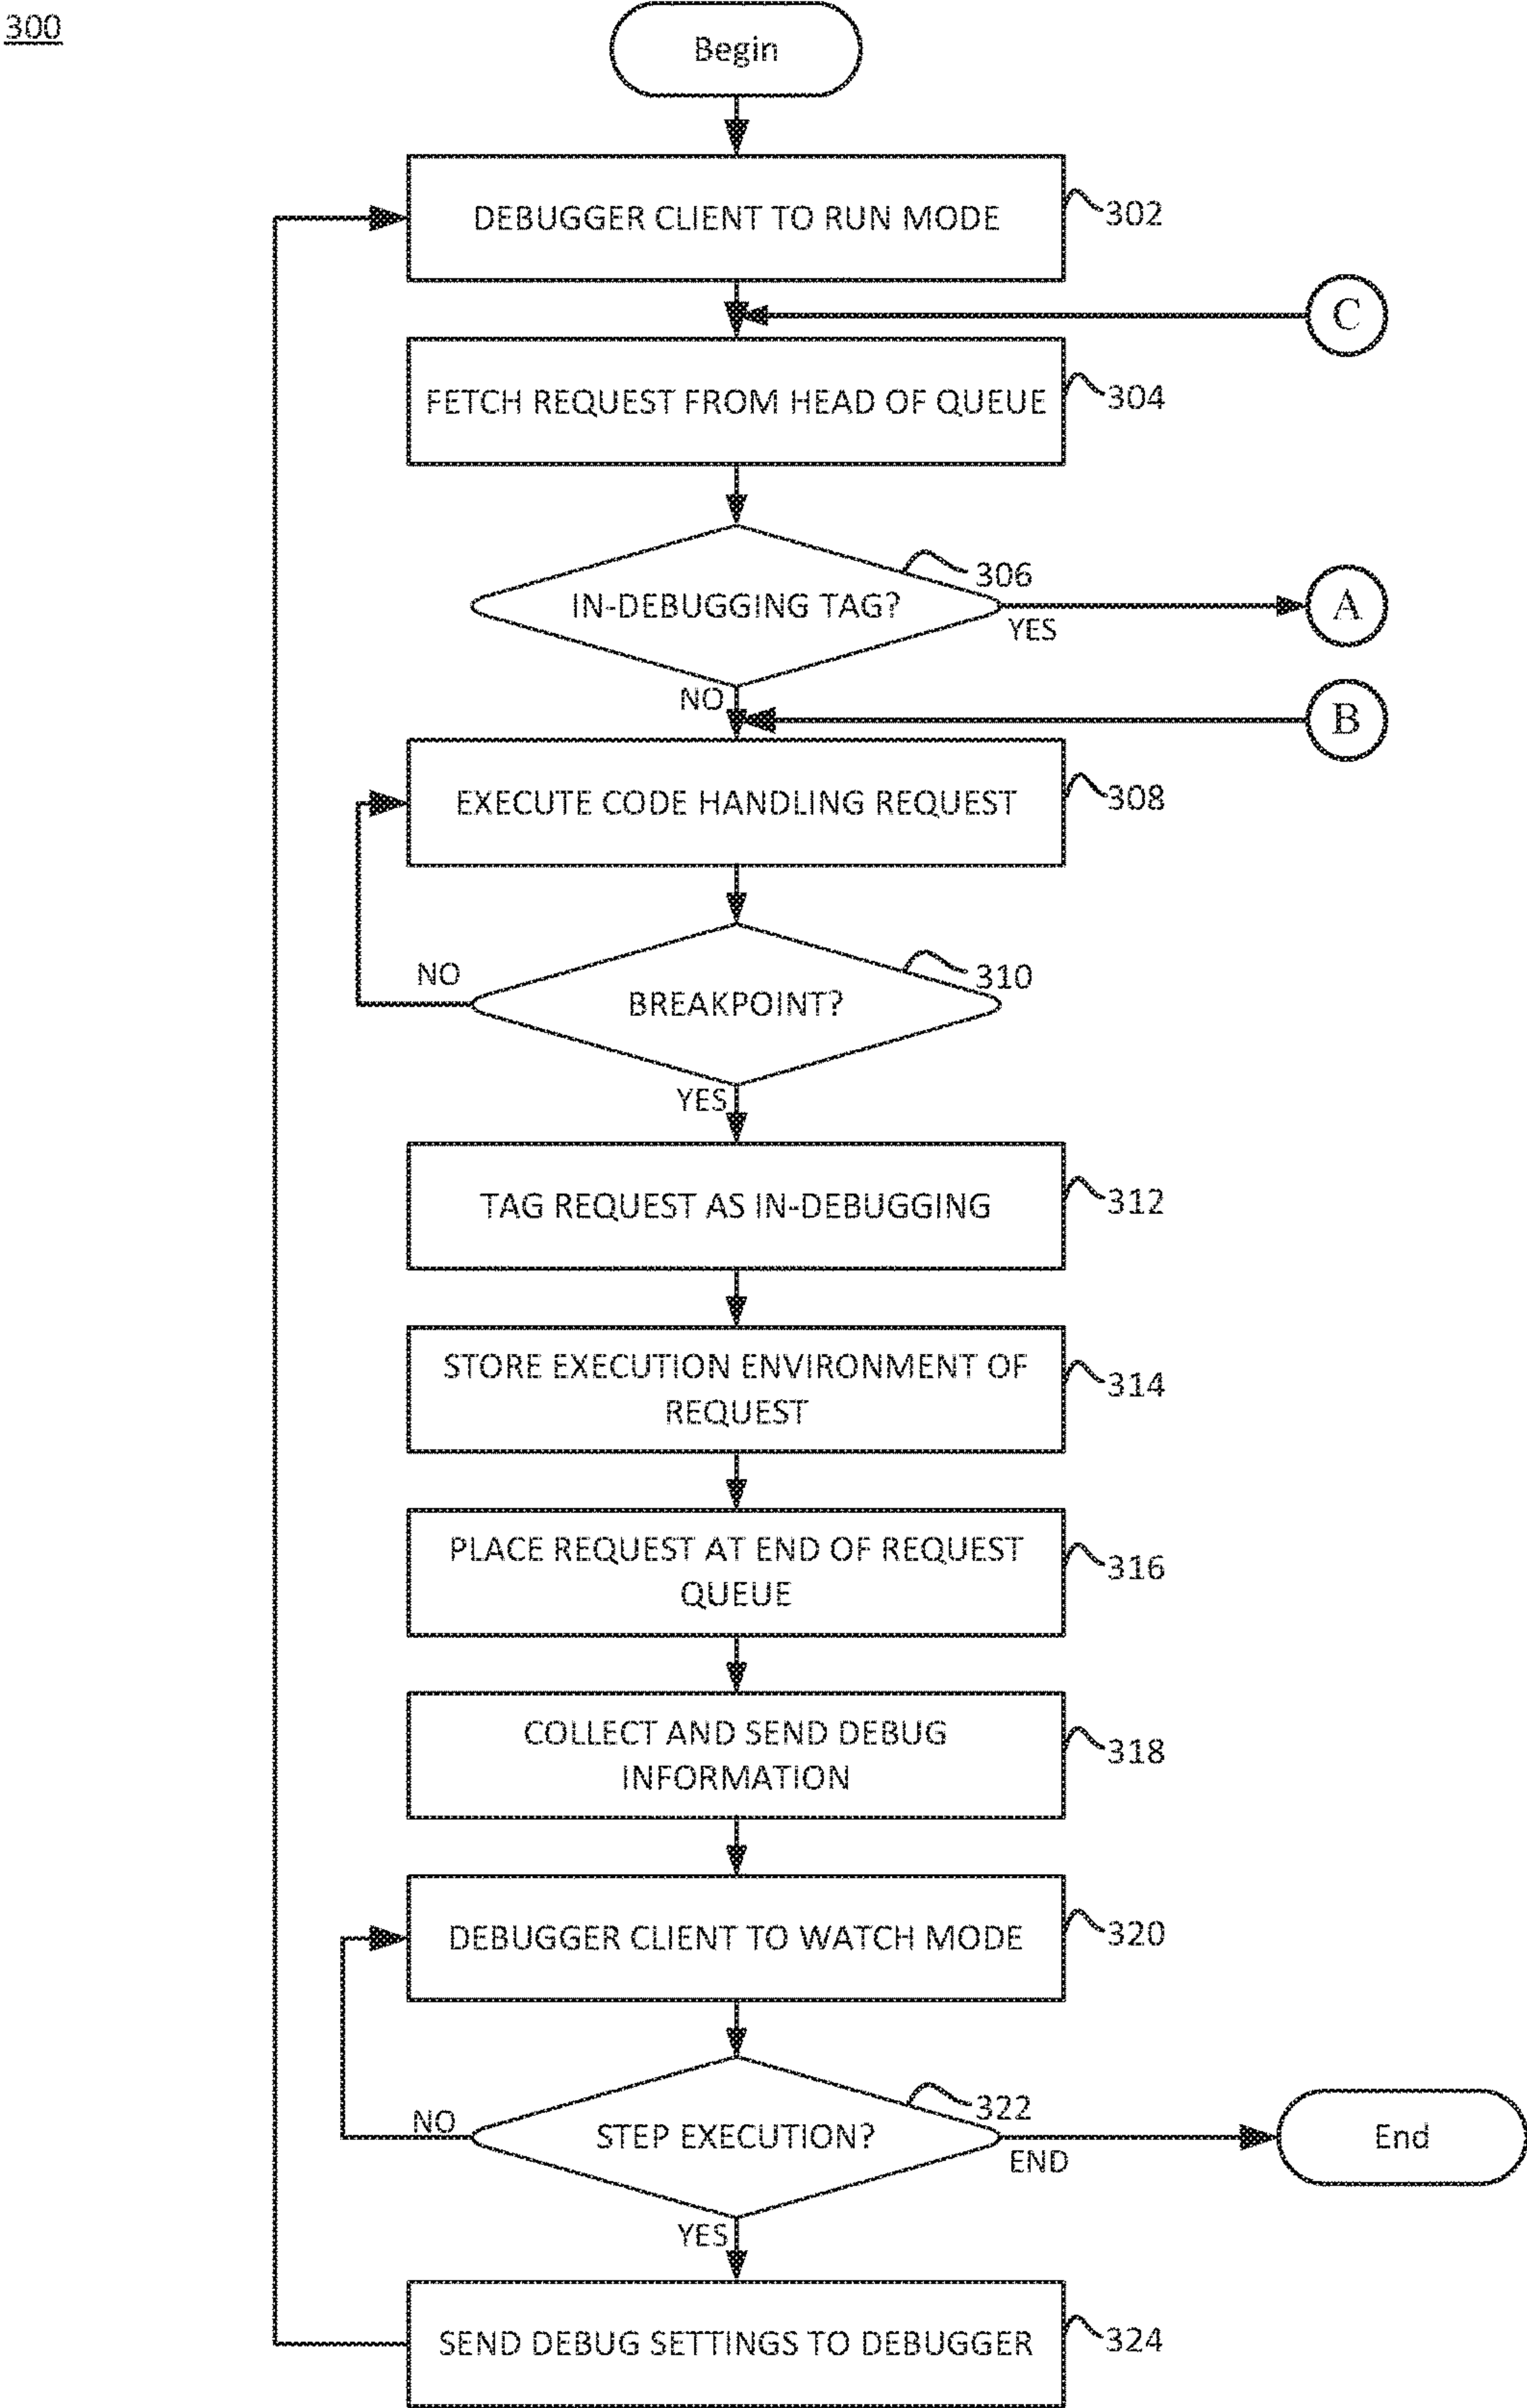 300
Begin
DEBUGGER CLIENT TO RUN MODE
302
C
FETCH REQUEST FROM HEAD OF QUEUE
304
306
IN-DEBUGGING TAG?
YES
A
NO
B
EXECUTE CODE HANDLING REQUEST
308
NO
310
BREAKPOINT?
YES
TAG REQUEST AS IN-DEBUGGING
312
STORE EXECUTION ENVIRONMENT OF
REQUEST
314
PLACE REQUEST AT END OF REQUEST
QUEUE
316
COLLECT AND SEND DEBUG
INFORMATION
318
DEBUGGER CLIENT TO WATCH MODE
320
NO
322
STEP EXECUTION?
END
End
YES
SEND DEBUG SETTINGS TO DEBUGGER
324